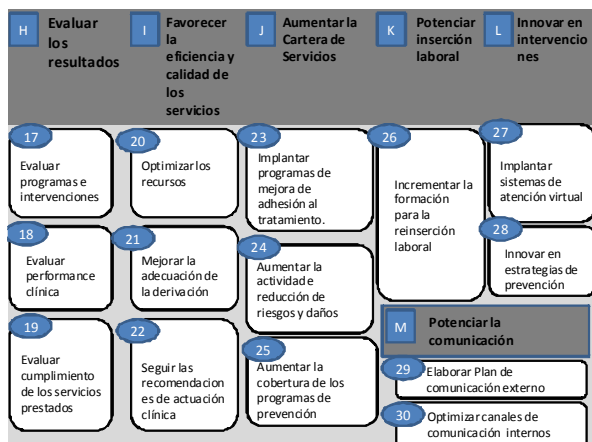 H
Evaluar
los
resultados
I
Favorecer
la
eficiencia y
calidad de
los
servicios
J
Aumentar la
Cartera de
Servicios
K
Potenciar
inserción
laboral
L
Innovar en
intervencio
nes
17
Evaluar
programas e
intervenciones
18
Evaluar
performance
clínica
19
Evaluar
cumplimiento
de los servicios
prestados
20
Optimizar los
recursos
21
Mejorar la
adecuación de
la derivación
22
Seguir las
recomendacion
es de actuación
clínica
23
Implantar
programas de
mejora de
adhesión al
tratamiento.
24
Aumentar la
actividad e
reducción de
riesgos y daños
25
Aumentar la
cobertura de los
programas de
prevención
26
Incrementar la
formación
para la
reinserción
laboral
27
Implantar
sistemas de
atención virtual
28
Innovar en
estrategias de
prevención
M
Potenciar la
comunicación
29
Elaborar Plan de
comunicación externo
30
Optimizar canales de
comunicación internos